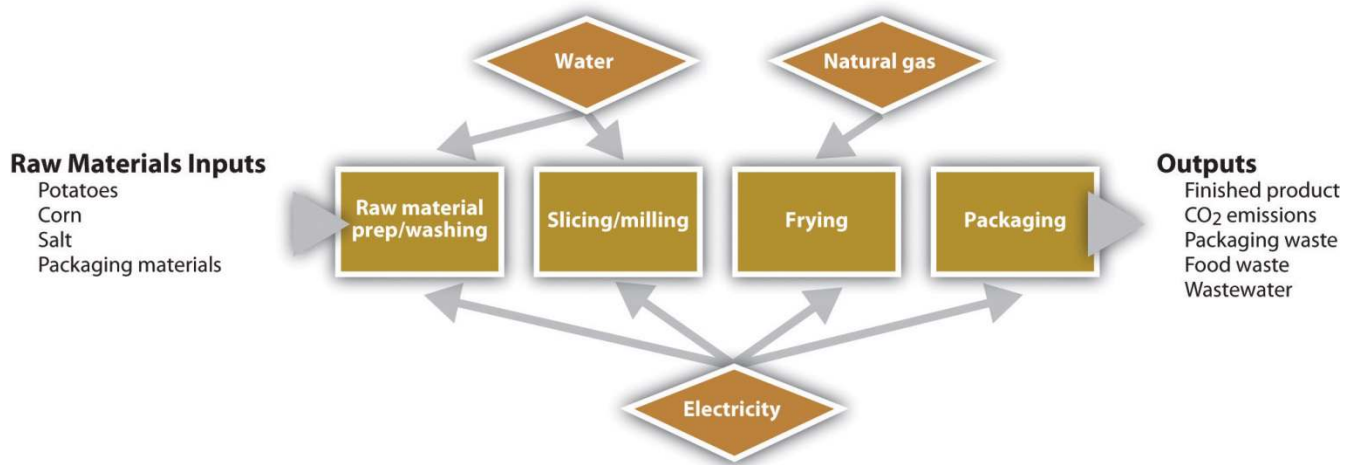 Water
Natural gas
Raw Materials Inputs
Potatoes
Corn
Salt
Packaging materials
Raw material
prep/washing
Slicing/milling
Frying
Packaging
Outputs
Finished product
CO2 emissions
Packaging waste
Food waste
Wastewater
Electricity